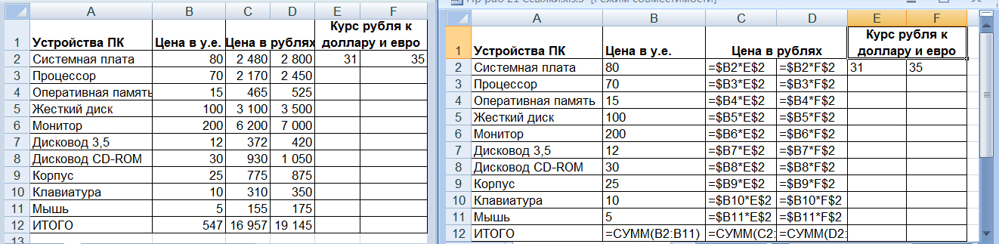 A B C D E F
1 Устройства ПК Цена в у.е. Цена в рублях Курс рубля к доллару и евро
2 Системная плата 80 2 480 2 800 31 35
3 Процессор 70 2 170 2 450
4 Оперативная память 15 465 525
5 Жесткий диск 100 3 100 3 500
6 Монитор 200 6 200 7 000
7 Дисковод 3,5 12 372 420
8 Дисковод CD-ROM 30 930 1 050
9 Корпус 25 775 875
10 Клавиатура 10 310 350
11 Мышь 5 155 175
12 ИТОГО 547 16 957 19 145
13
A B C D E F
1 Устройства ПК Цена в у.е. Цена в рублях Курс рубля к доллару и евро
2 Системная плата 80 =$B2*E$2 =$B2*F$2 31 35
3 Процессор 70 =$B3*E$2 =$B3*F$2
4 Оперативная память 15 =$B4*E$2 =$B4*F$2
5 Жесткий диск 100 =$B5*E$2 =$B5*F$2
6 Монитор 200 =$B6*E$2 =$B6*F$2
7 Дисковод 3,5 12 =$B7*E$2 =$B7*F$2
8 Дисковод CD-ROM 30 =$B8*E$2 =$B8*F$2
9 Корпус 25 =$B9*E$2 =$B9*F$2
10 Клавиатура 10 =$B10*E$2 =$B10*F$2
11 Мышь 5 =$B11*E$2 =$B11*F$2
12 ИТОГО =СУММ(B2:B11) =СУММ(C2: =СУММ(D2: